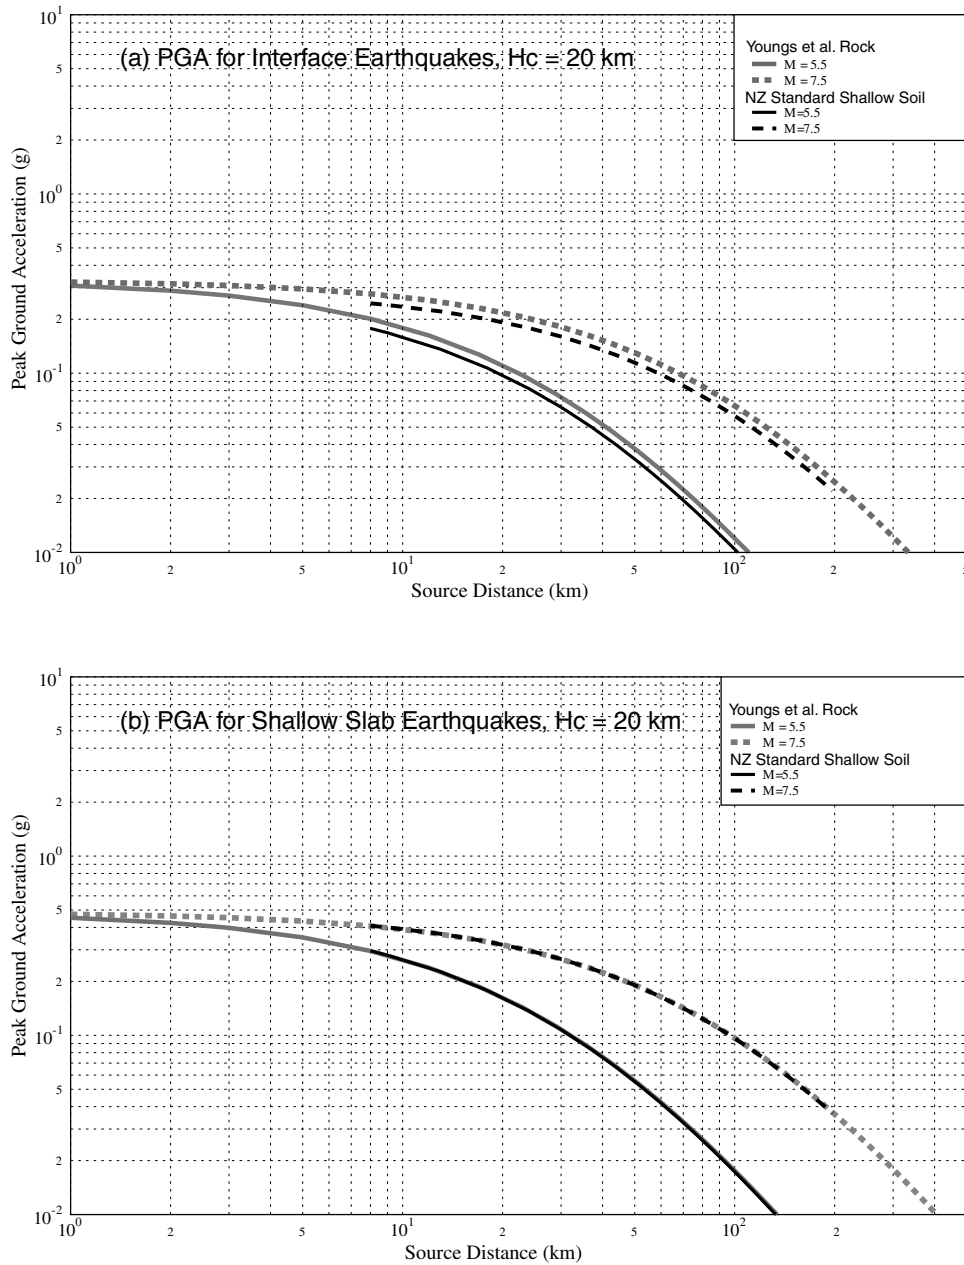 (a) PGA for Interface Earthquakes, Hc = 20 km
Youngs et al. Rock
M = 5.5
M = 7.5
NZ Standard Shallow Soil
M=5.5
M=7.5
Peak Ground Acceleration (g)
10^1
5
2
10^0
5
2
10^-1
5
2
10^-2
10^0
2
5
10^1
2
5
10^2
2
Source Distance (km)
(b) PGA for Shallow Slab Earthquakes, Hc = 20 km
Youngs et al. Rock
M = 5.5
M = 7.5
NZ Standard Shallow Soil
M=5.5
M=7.5
Peak Ground Acceleration (g)
10^1
5
2
10^0
5
2
10^-1
5
2
10^-2
10^0
2
5
10^1
2
5
10^2
2
Source Distance (km)